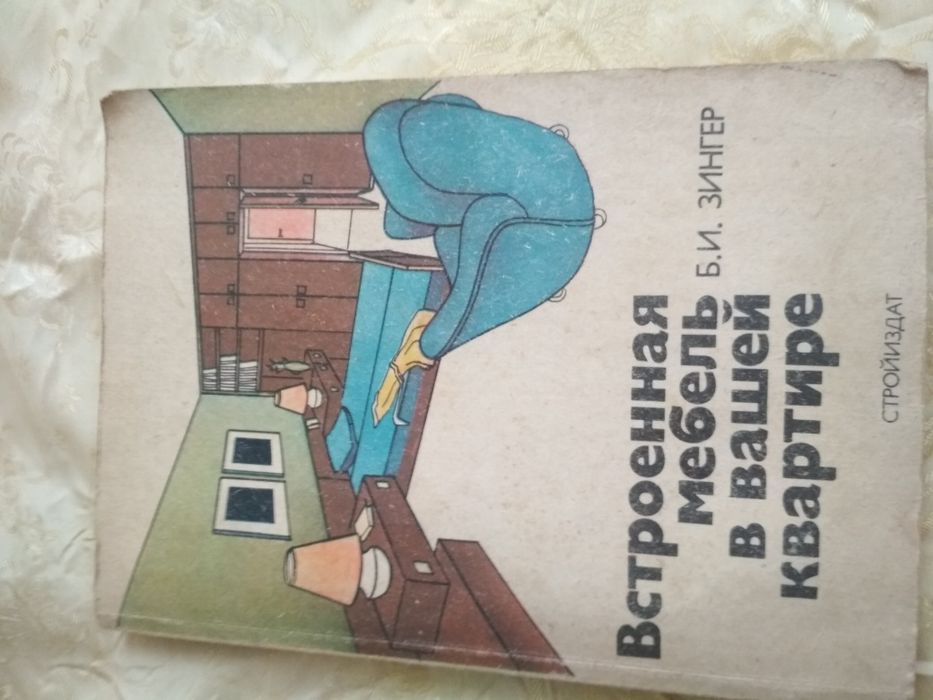 Встроенная
мебель
в вашей
квартире
Б.И. ЗИНГЕР
СТРОЙИЗДАТ